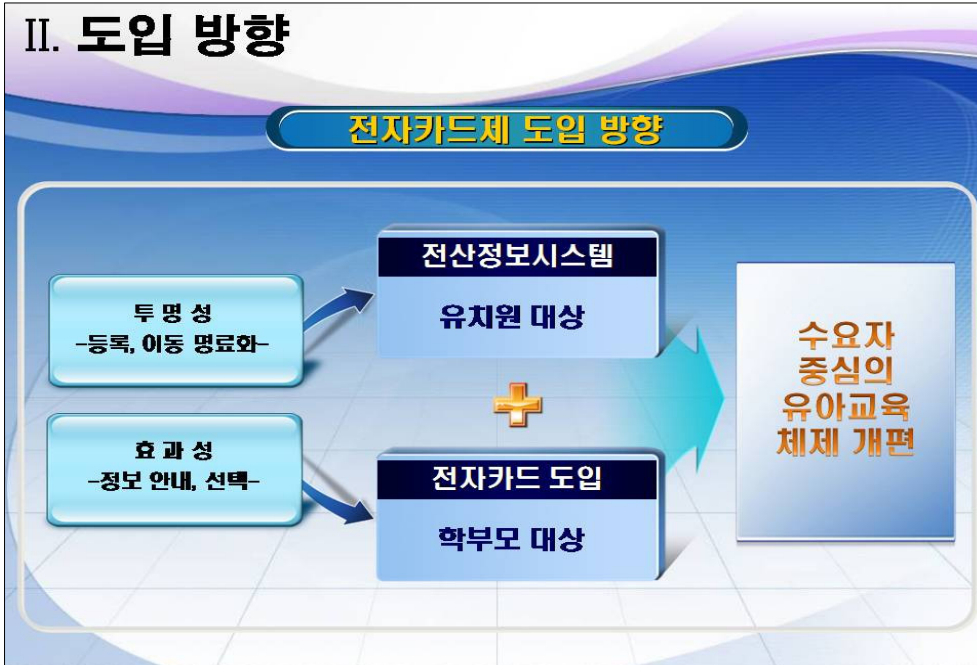 II. 도입 방향
전자카드제 도입 방향
투 명 성
-등록, 이동 명료화-
효 과 성
-정보 안내, 선택-
전산정보시스템
유치원 대상
전자카드 도입
학부모 대상
수요자
중심의
유아교육
체제 개편